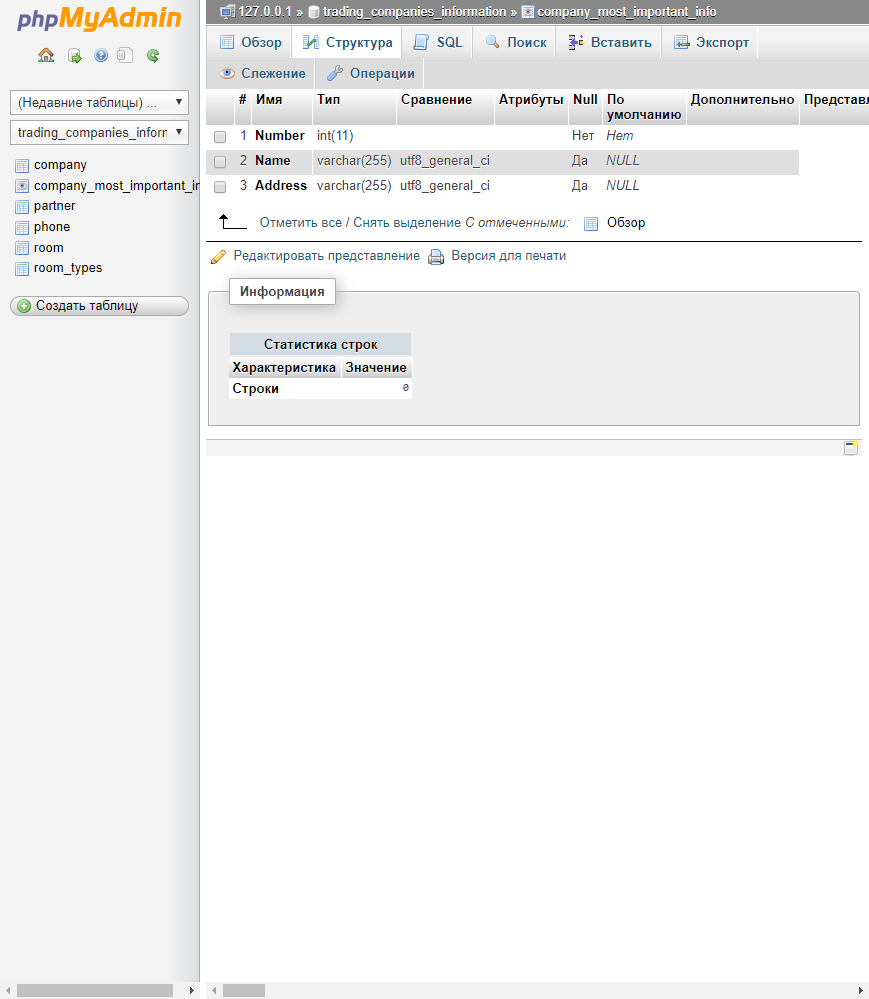 phpMyAdmin
(Недавние таблицы) ...
trading_companies_inforn
company
company_most_important_ir
partner
phone
room
room_types
Создать таблицу
127.0.0.1 » trading_companies_information » company_most_important_info
Обзор Структура SQL Поиск Вставить Экспорт
Слежение Операции
# Имя Тип Сравнение Атрибуты Null По умолчанию Дополнительно Представл
1 Number int(11) Нет Нет
2 Name varchar(255) utf8_general_ci Да NULL
3 Address varchar(255) utf8_general_ci Да NULL
Отметить все / Снять выделение С отмеченными: Обзор
Редактировать представление Версия для печати
Информация
Статистика строк
Характеристика Значение
Строки 0